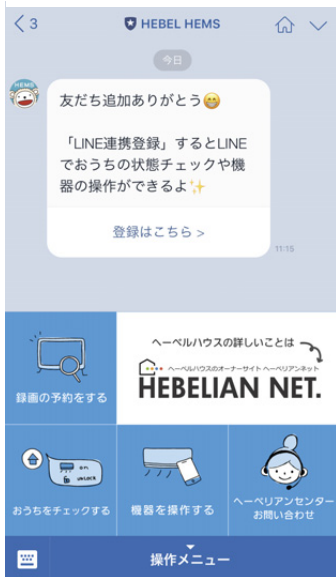 3
HEBEL HEMS
今日
HEMS
友だち追加ありがとう😁
「LINE連携登録」するとLINE
でおうちの状態チェックや機
器の操作ができるよ✨
登録はこちら >
11:15
ヘーベルハウスの詳しいことは
ヘーベルハウスのオーナーサイト ヘーベリアンネット
HEBELIAN NET.
録画の予約をする
on
UNLOCK
おうちをチェックする
機器を操作する
ヘーベリアンセンター
お問い合わせ
操作メニュー